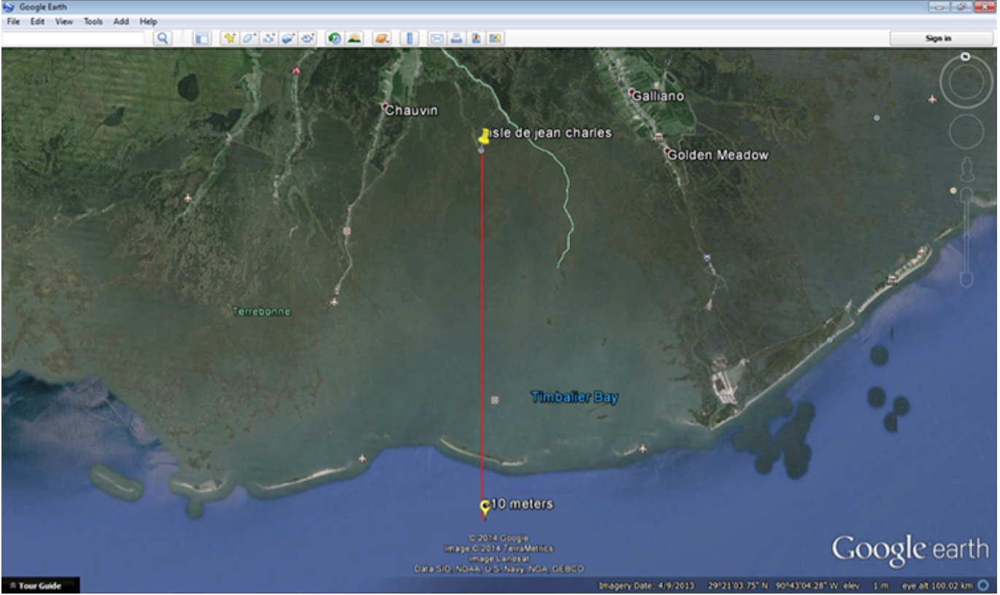 Google Earth
File Edit View Tools Add Help
Sign in
Galliano
Chauvin
isle de jean charles
Golden Meadow
Terrebonne
Timbalier Bay
-10 meters
© 2014 Google
Image © 2014 TerraMetrics
Image Landsat
Data SIO, NOAA, U.S. Navy, NGA, GEBCO
Google earth
Tour Guide
Imagery Date: 4/9/2013 29°21'03.75" N 90°43'04.28" W elev 1 m eye alt 100.02 km
N